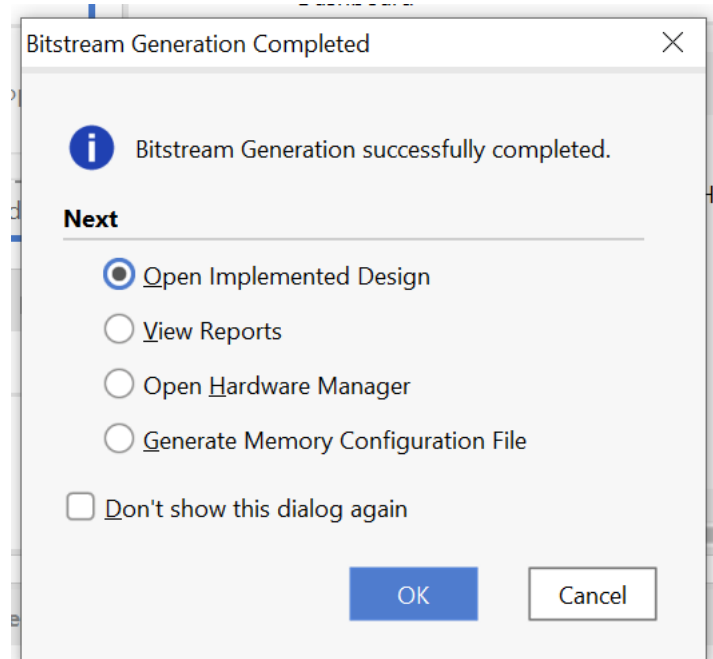 Bitstream Generation Completed
Bitstream Generation successfully completed.
Next
Open Implemented Design
View Reports
Open Hardware Manager
Generate Memory Configuration File
Don't show this dialog again
OK
Cancel